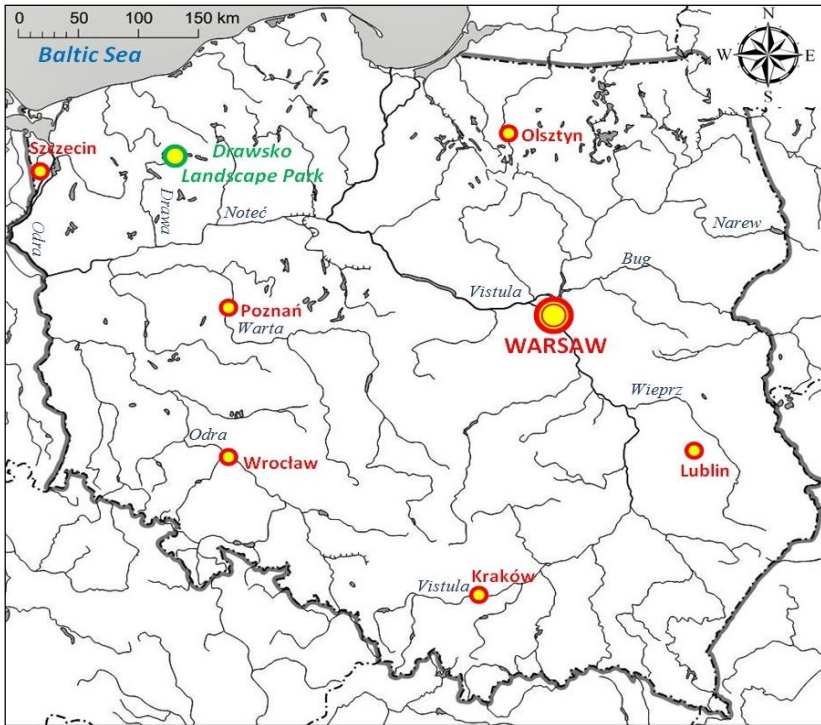 0 50 100 150 km
Baltic Sea
N
W E
S
Szczecin
Drawsko
Landscape Park
Olsztyn
Drawa
Noteć
Narew
Odra
Bug
Vistula
Poznań
Warta
WARSAW
Wieprz
Odra
Wrocław
Lublin
Kraków
Vistula